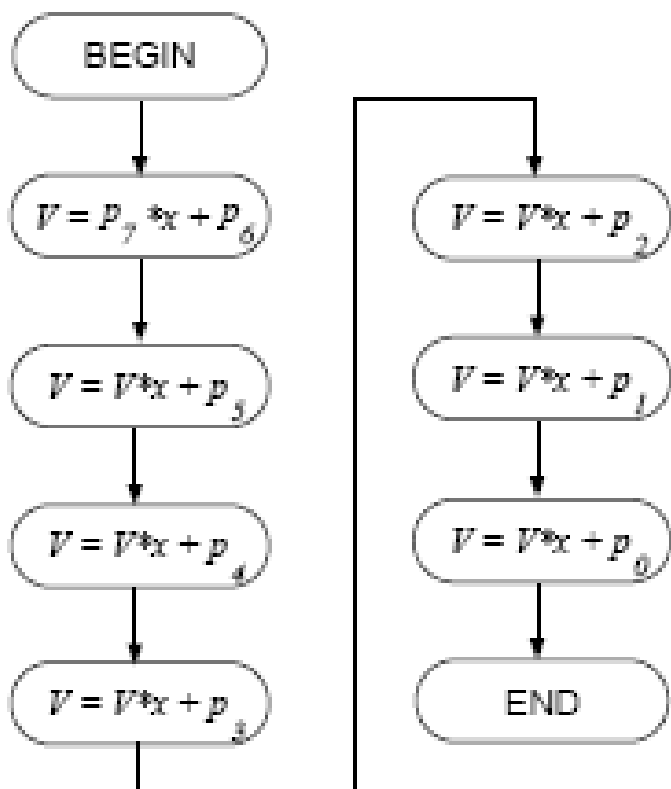 BEGIN
V = p₇ *x + p₆
V = V*x + p₅
V = V*x + p₄
V = V*x + p₃
V = V*x + p₂
V = V*x + p₁
V = V*x + p₀
END